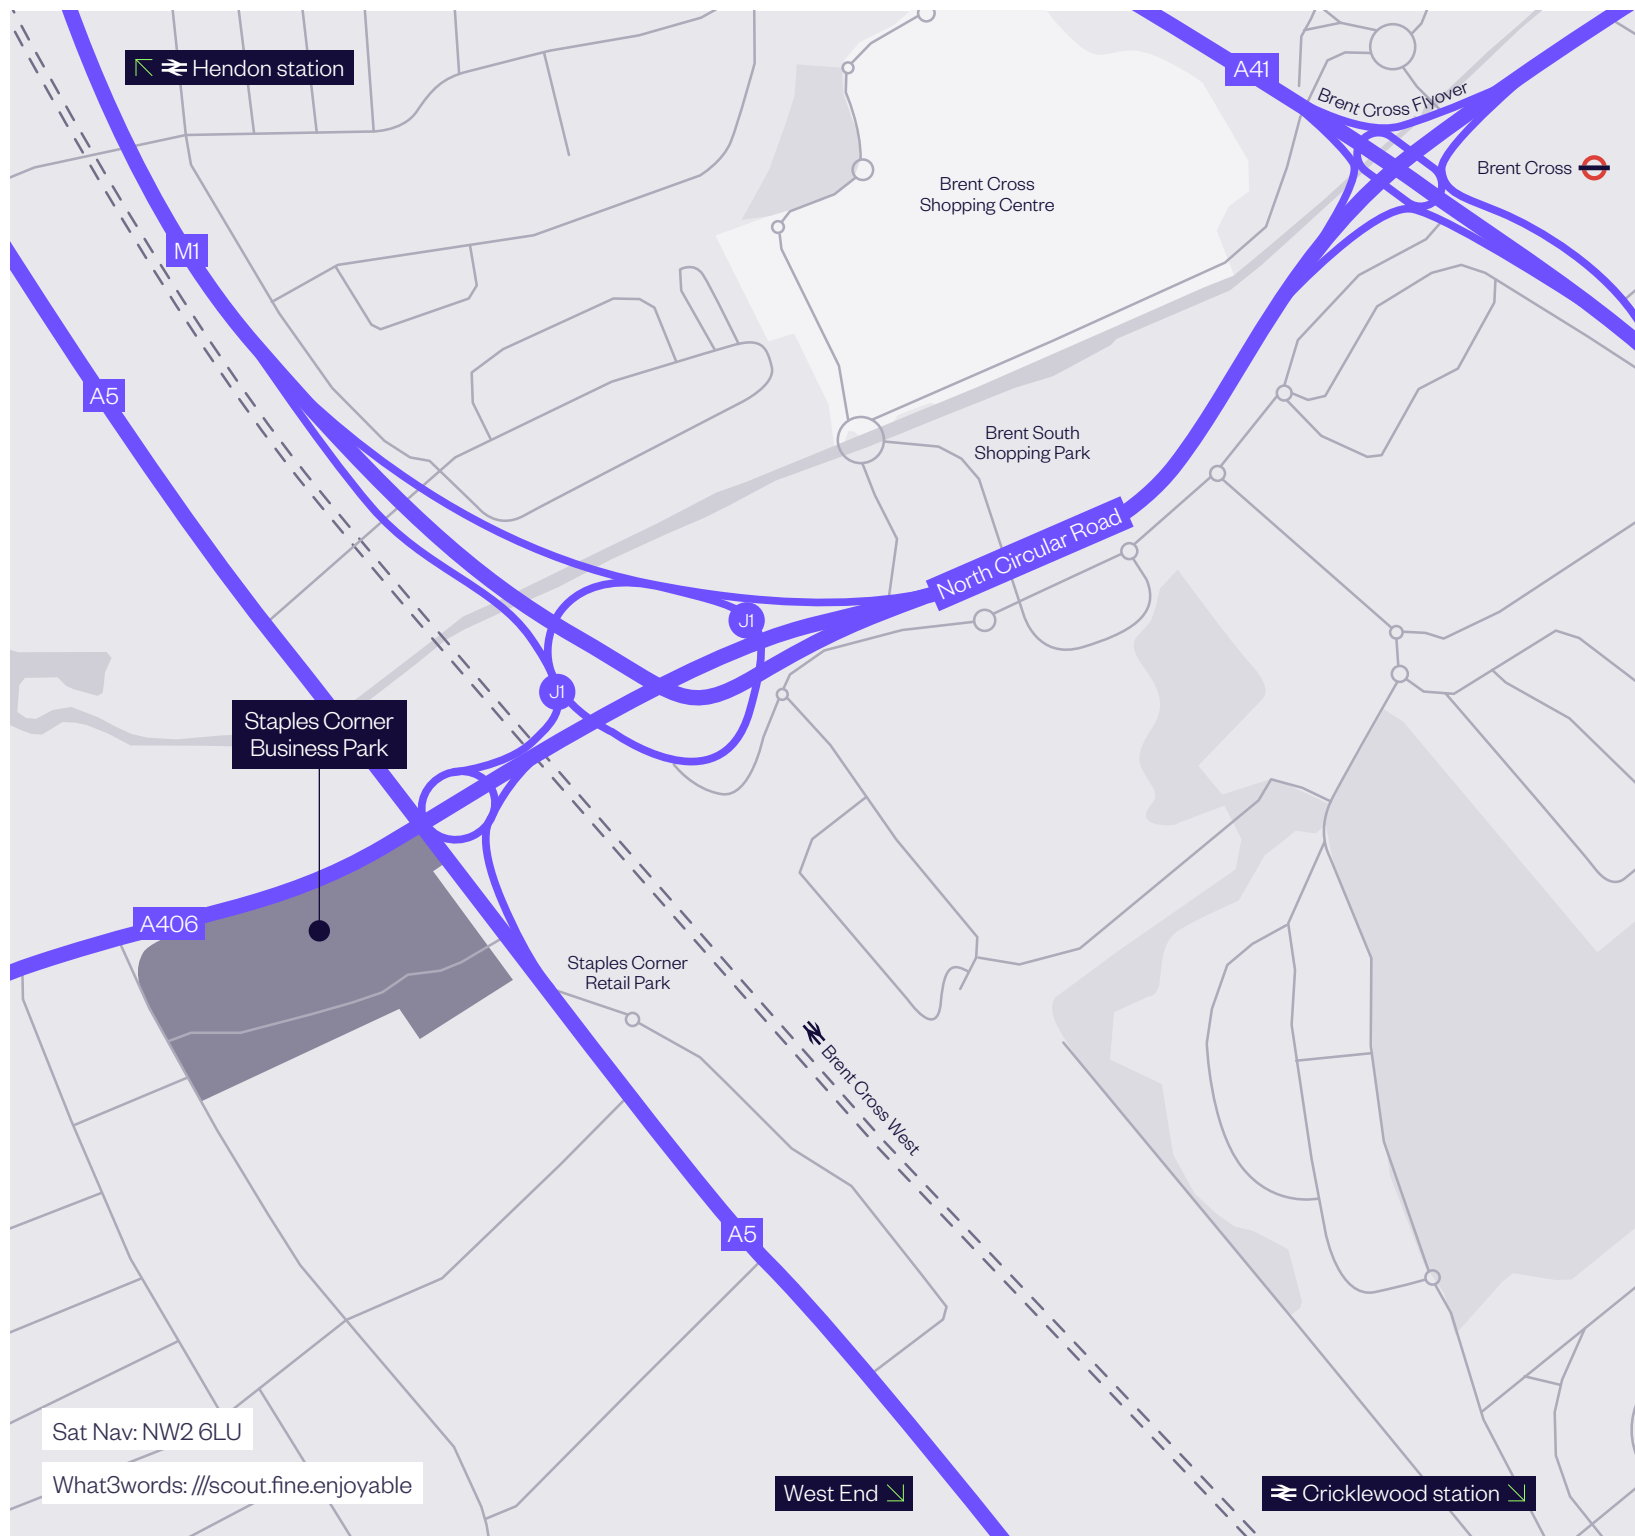 Hendon station
A41
Brent Cross Flyover
Brent Cross
Brent Cross
Shopping Centre
M1
A5
Brent South
Shopping Park
North Circular Road
J1
J1
Staples Corner
Business Park
A406
Staples Corner
Retail Park
Brent Cross West
A5
Sat Nav: NW2 6LU
What3words: ///scout.fine.enjoyable
West End
Cricklewood station